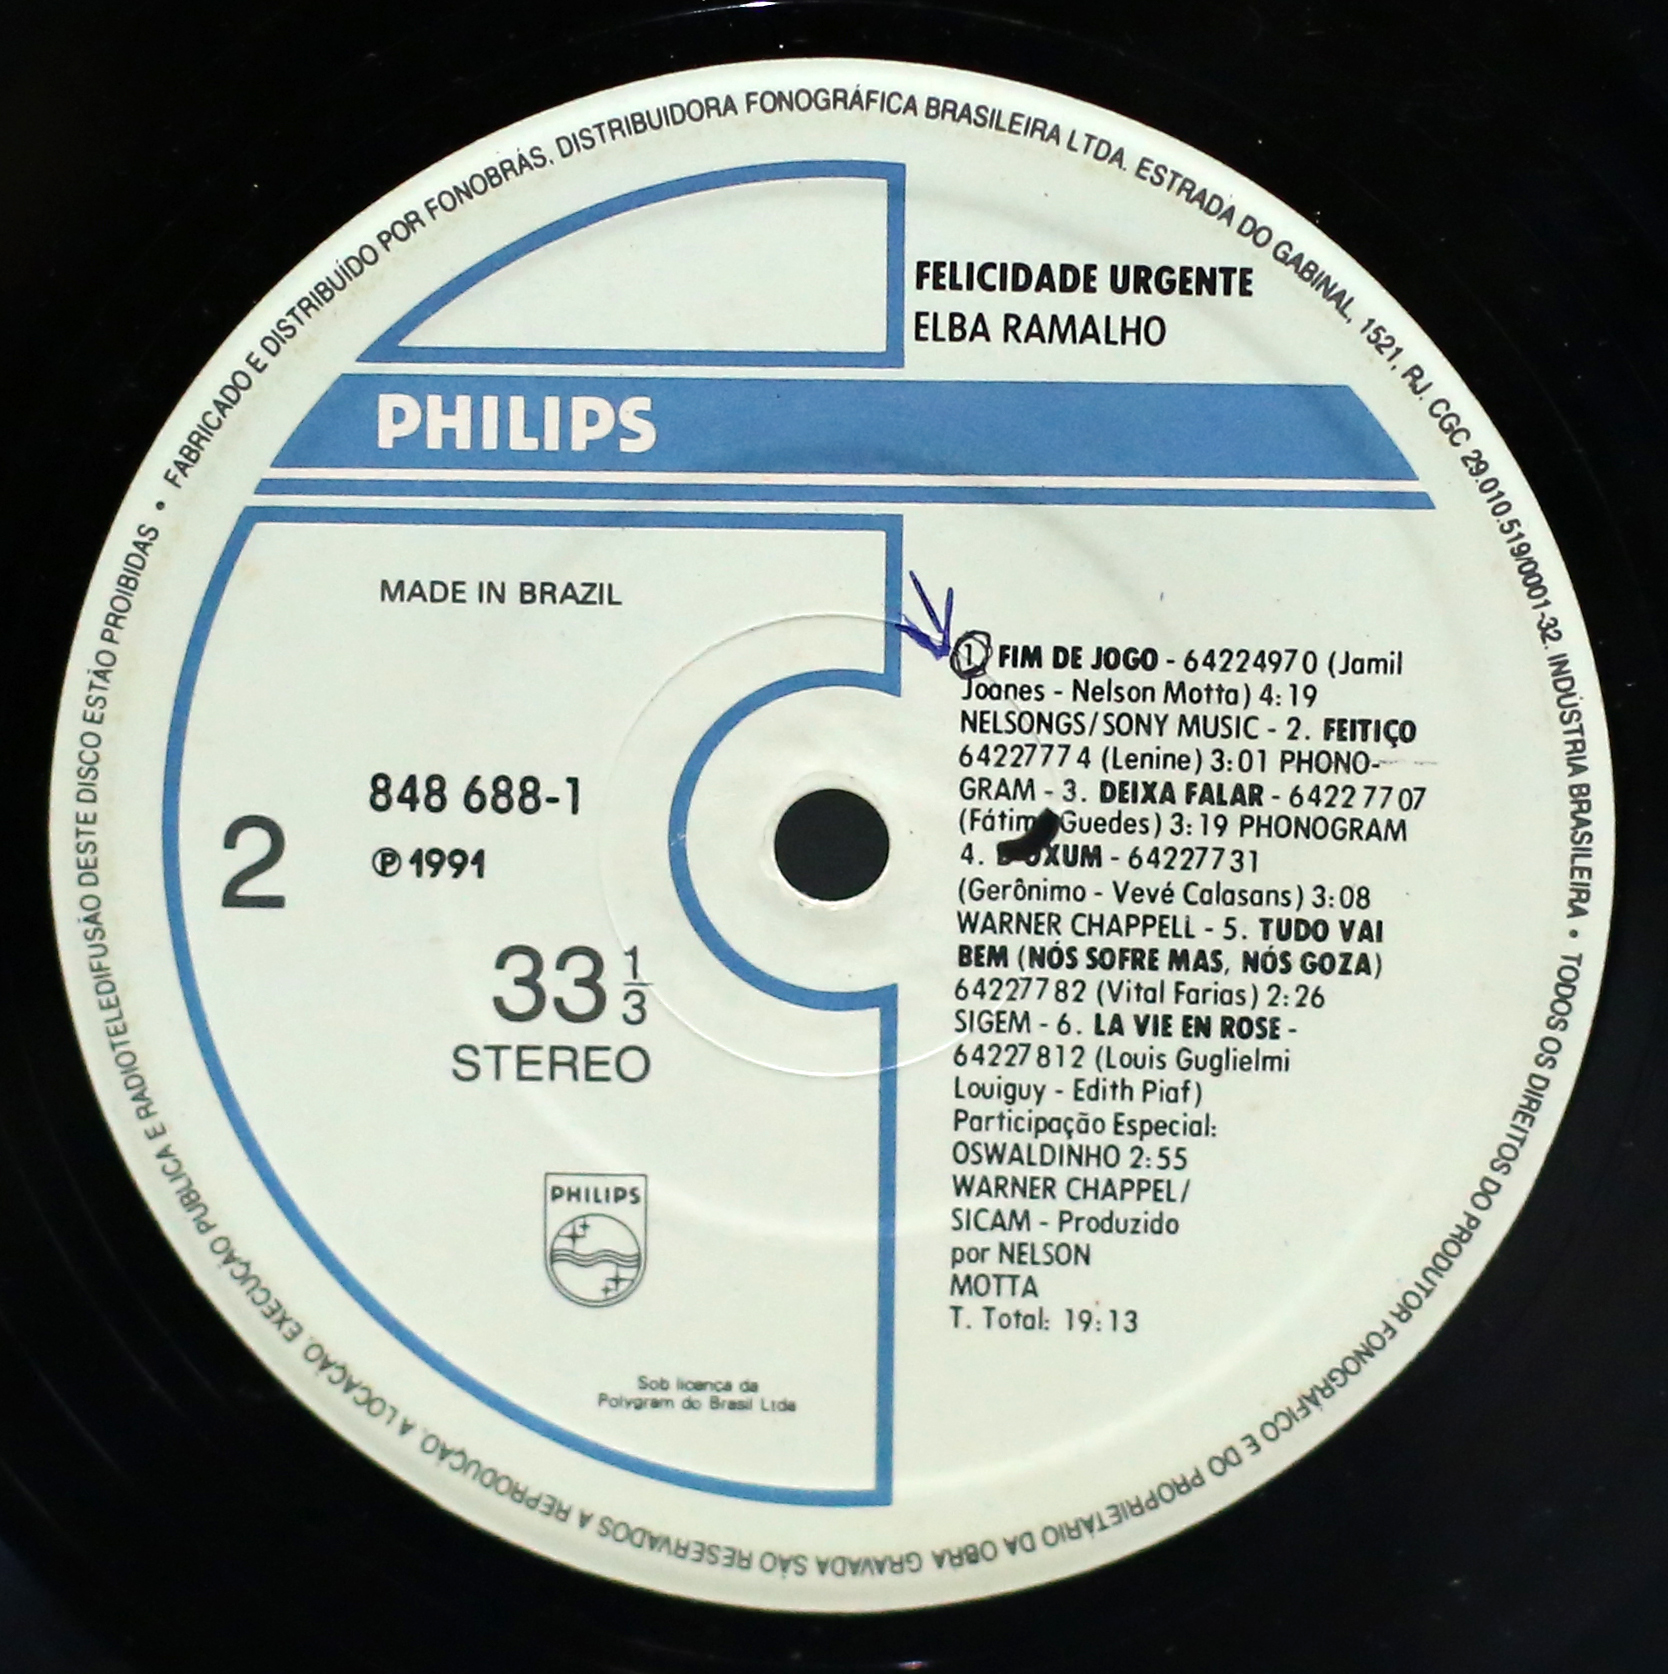 FABRICADO E DISTRIBUÍDO POR FONOBRÁS. DISTRIBUIDORA FONOGRÁFICA BRASILEIRA LTDA. ESTRADA DO GABINAL, 1521, RJ. CGC 29.010.519/0001-32. INDÚSTRIA BRASILEIRA • TODOS OS DIREITOS DO PRODUTOR FONOGRÁFICO E DO PROPRIETÁRIO DA OBRA GRAVADA SÃO RESERVADOS A REPRODUÇÃO. A LOCAÇÃO. EXECUÇÃO PUBLICA E RADIOTELEDIFUSÃO DESTE DISCO ESTÃO PROIBIDAS •
FELICIDADE URGENTE
ELBA RAMALHO
PHILIPS
MADE IN BRAZIL
848 688-1
2
℗ 1991
33 1/3
STEREO
PHILIPS
Sob licença da
Polygram do Brasil Ltda
1. FIM DE JOGO - 64224970 (Jamil
Joanes - Nelson Motta) 4:19
NELSONGS/SONY MUSIC - 2. FEITIÇO
64227774 (Lenine) 3:01 PHONO-
GRAM - 3. DEIXA FALAR - 64227707
(Fátim Guedes) 3:19 PHONOGRAM
4. XUM - 64227731
(Gerônimo - Vevé Calasans) 3:08
WARNER CHAPPELL - 5. TUDO VAI
BEM (NÓS SOFRE MAS, NÓS GOZA)
64227782 (Vital Farias) 2:26
SIGEM - 6. LA VIE EN ROSE -
64227812 (Louis Guglielmi
Louiguy - Edith Piaf)
Participação Especial:
OSWALDINHO 2:55
WARNER CHAPPEL/
SICAM - Produzido
por NELSON
MOTTA
T. Total: 19:13